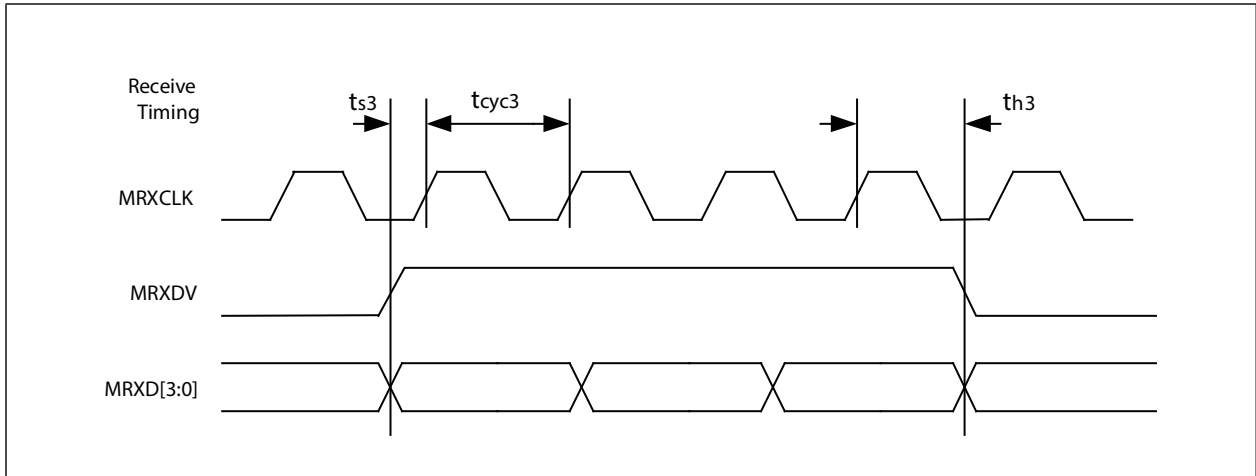 Receive
Timing
ts3
tcyc3
th3
MRXCLK
MRXDV
MRXD[3:0]